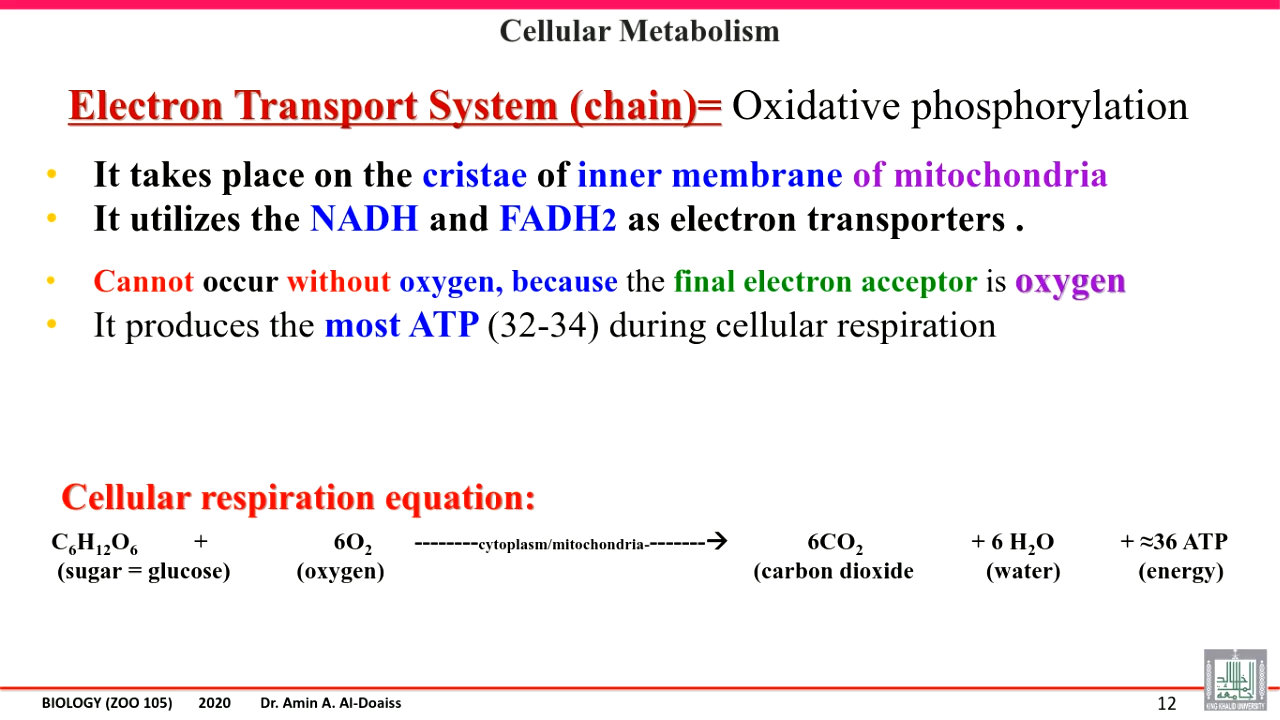 Cellular Metabolism
Electron Transport System (chain)= Oxidative phosphorylation
• It takes place on the cristae of inner membrane of mitochondria
• It utilizes the NADH and FADH2 as electron transporters .
• Cannot occur without oxygen, because the final electron acceptor is oxygen
• It produces the most ATP (32-34) during cellular respiration
Cellular respiration equation:
C₆H₁₂O₆ + 6O₂ --------cytoplasm/mitochondria--------→ 6CO₂ + 6 H₂O + ≈36 ATP
(sugar = glucose) (oxygen) (carbon dioxide (water) (energy)
BIOLOGY (ZOO 105) 2020 Dr. Amin A. Al-Doaiss 12
KING KHALID UNIVERSITY